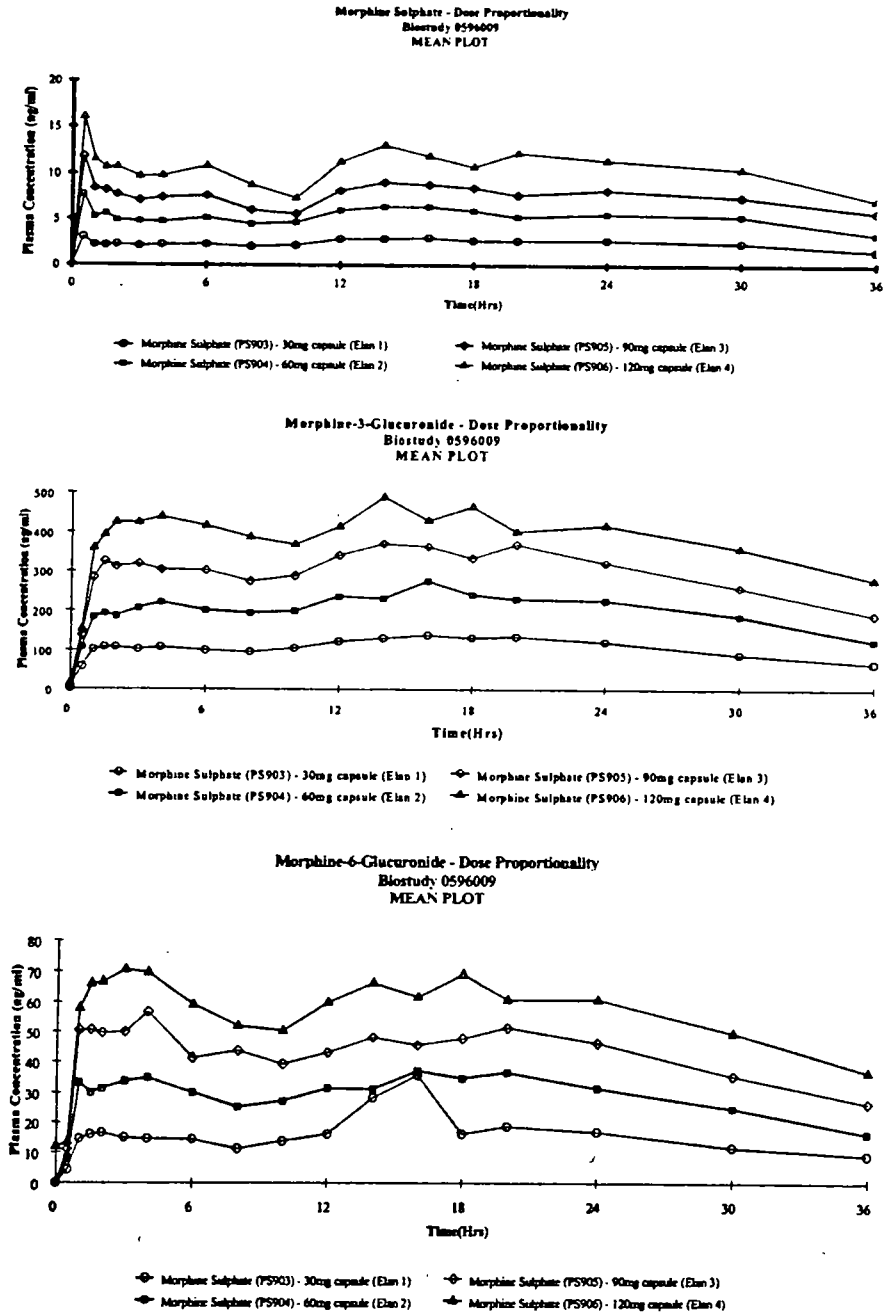 Morphine Sulphate - Dose Proportionality
Biostudy 0596009
MEAN PLOT
Plasma Concentration (ng/ml)
20
15
10
5
0
0 6 12 18 24 30 36
Time(Hrs)
Morphine Sulphate (PS903) - 30mg capsule (Elan 1)
Morphine Sulphate (PS905) - 90mg capsule (Elan 3)
Morphine Sulphate (PS904) - 60mg capsule (Elan 2)
Morphine Sulphate (PS906) - 120mg capsule (Elan 4)
Morphine-3-Glucuronide - Dose Proportionality
Biostudy 0596009
MEAN PLOT
Plasma Concentration (ng/ml)
500
400
300
200
100
0
0 6 12 18 24 30 36
Time(Hrs)
Morphine Sulphate (PS903) - 30mg capsule (Elan 1)
Morphine Sulphate (PS905) - 90mg capsule (Elan 3)
Morphine Sulphate (PS904) - 60mg capsule (Elan 2)
Morphine Sulphate (PS906) - 120mg capsule (Elan 4)
Morphine-6-Glucuronide - Dose Proportionality
Biostudy 0596009
MEAN PLOT
Plasma Concentration (ng/ml)
80
70
60
50
40
30
20
10
0
0 6 12 18 24 30 36
Time(Hrs)
Morphine Sulphate (PS903) - 30mg capsule (Elan 1)
Morphine Sulphate (PS905) - 90mg capsule (Elan 3)
Morphine Sulphate (PS904) - 60mg capsule (Elan 2)
Morphine Sulphate (PS906) - 120mg capsule (Elan 4)